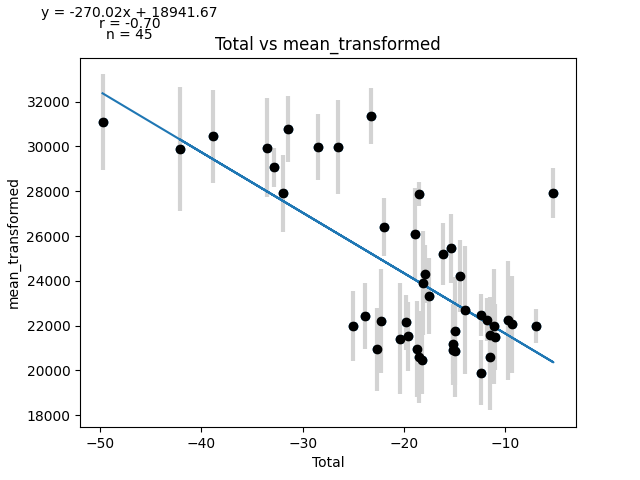 y = -270.02x + 18941.67
r = -0.70
n = 45
Total vs mean_transformed
mean_transformed
32000
30000
28000
26000
24000
22000
20000
18000
−50 −40 −30 −20 −10
Total